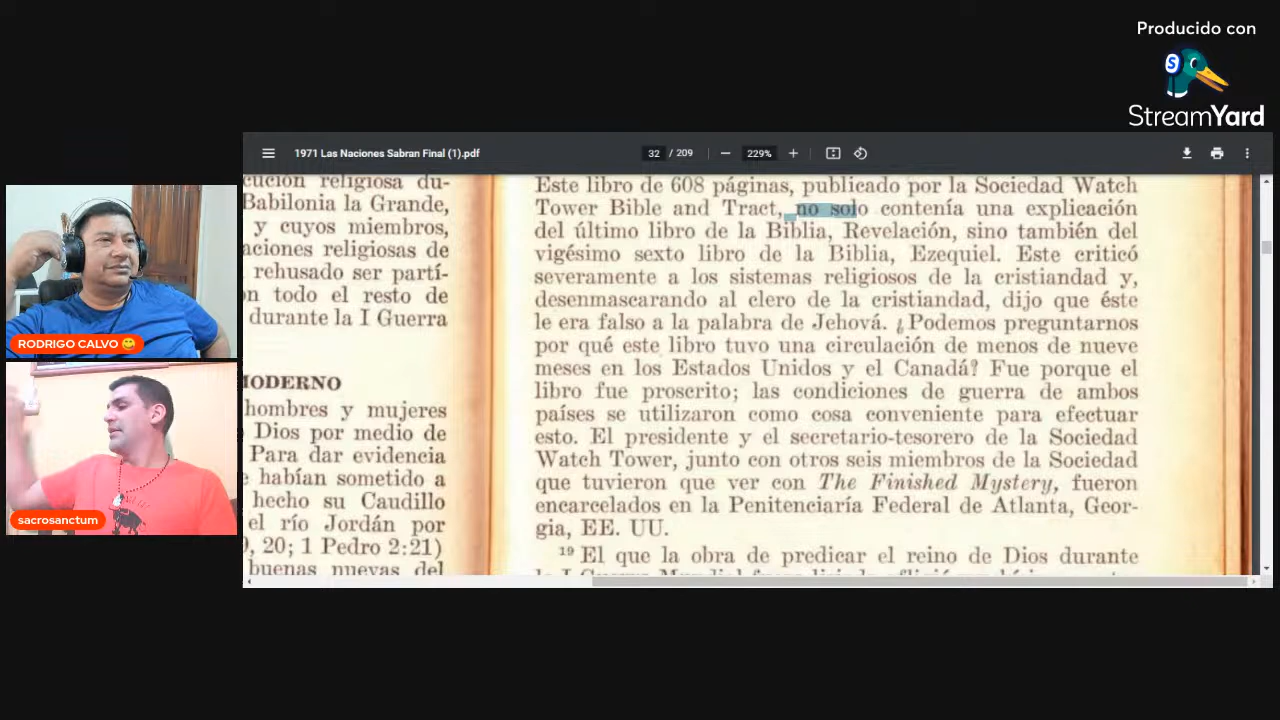 Producido con
StreamYard
1971 Las Naciones Sabran Final (1).pdf
32 / 209
229%
cución religiosa du-
Babilonia la Grande,
y cuyos miembros,
aciones religiosas de
rehusado ser partí-
n todo el resto de
durante la I Guerra
MODERNO
hombres y mujeres
Dios por medio de
Para dar evidencia
e habían sometido a
hecho su Caudillo
el río Jordán por
9, 20; 1 Pedro 2:21)
buenas nuevas del
Este libro de 608 páginas, publicado por la Sociedad Watch
Tower Bible and Tract, no solo contenía una explicación
del último libro de la Biblia, Revelación, sino también del
vigésimo sexto libro de la Biblia, Ezequiel. Este criticó
severamente a los sistemas religiosos de la cristiandad y,
desenmascarando al clero de la cristiandad, dijo que éste
le era falso a la palabra de Jehová. ¿Podemos preguntarnos
por qué este libro tuvo una circulación de menos de nueve
meses en los Estados Unidos y el Canadá? Fue porque el
libro fue proscrito; las condiciones de guerra de ambos
países se utilizaron como cosa conveniente para efectuar
esto. El presidente y el secretario-tesorero de la Sociedad
Watch Tower, junto con otros seis miembros de la Sociedad
que tuvieron que ver con The Finished Mystery, fueron
encarcelados en la Penitenciaría Federal de Atlanta, Geor-
gia, EE. UU.
19 El que la obra de predicar el reino de Dios durante
RODRIGO CALVO 😋
sacrosanctum